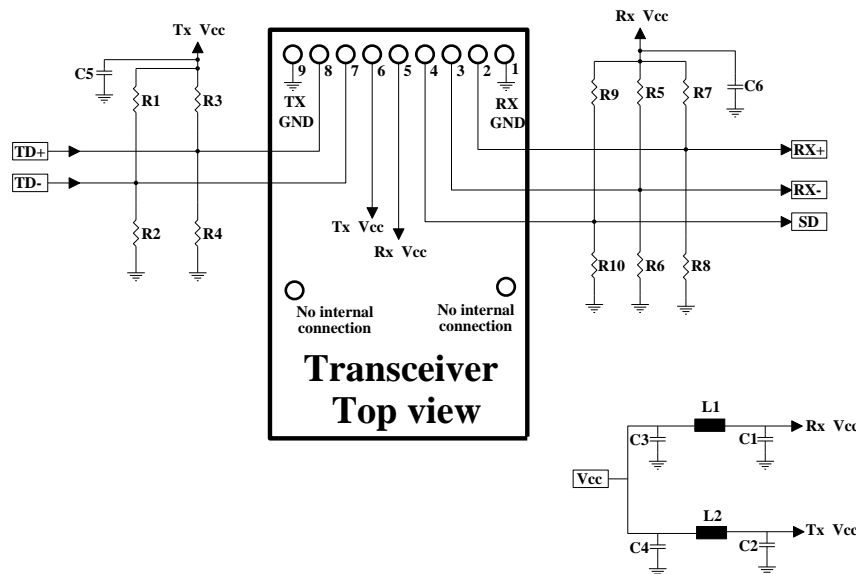 Tx Vcc
Rx Vcc
C5
R1
R3
9
8
7
6
5
4
3
2
1
TX
GND
RX
GND
R9
R5
R7
C6
TD+
RX+
TD-
RX-
SD
R2
R4
Tx Vcc
Rx Vcc
R10
R6
R8
No internal
connection
No internal
connection
Transceiver
Top view
L1
C3
C1
Rx Vcc
Vcc
L2
C4
C2
Tx Vcc